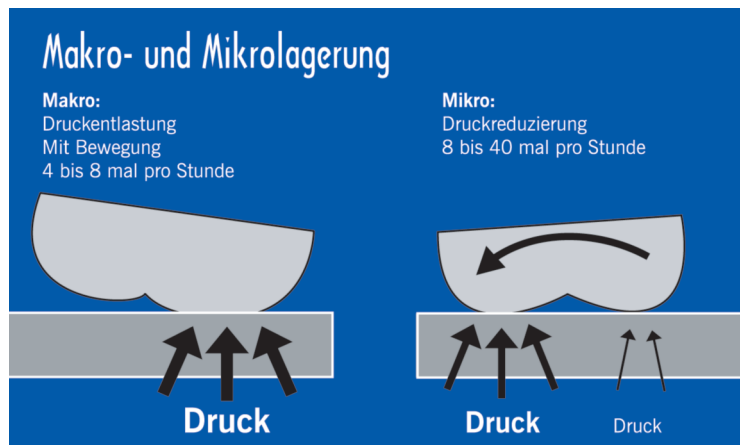 Makro- und Mikrolagerung
Makro:
Druckentlastung
Mit Bewegung
4 bis 8 mal pro Stunde
Mikro:
Druckreduzierung
8 bis 40 mal pro Stunde
Druck
Druck
Druck